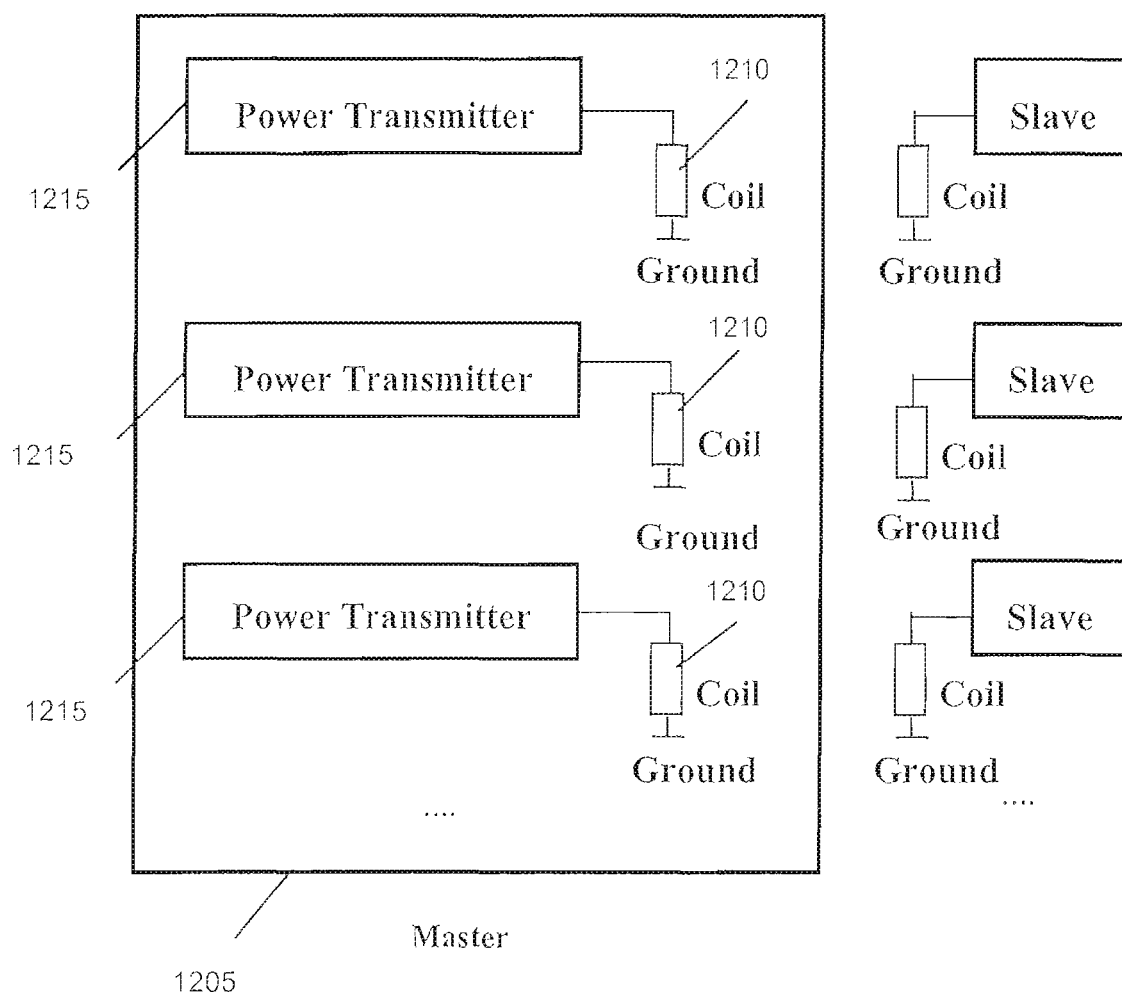 1210
Power Transmitter
Slave
1215
Coil
Coil
Ground
Ground
1210
Power Transmitter
Slave
1215
Coil
Coil
Ground
Ground
1210
Power Transmitter
Slave
1215
Coil
Coil
Ground
Ground
....
....
Master
1205